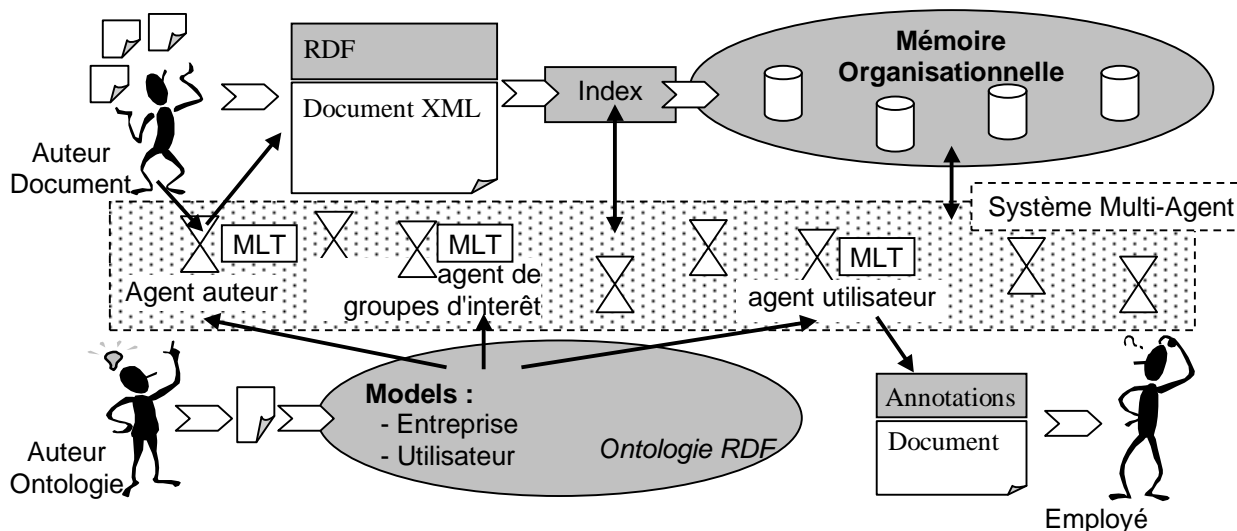 RDF
Document XML
Index
Mémoire
Organisationnelle
Auteur
Document
Système Multi-Agent
MLT
Agent auteur
MLT
agent de
groupes d'interêt
MLT
agent utilisateur
Auteur
Ontologie
Models :
- Entreprise
- Utilisateur
Ontologie RDF
Annotations
Document
?.
Employé